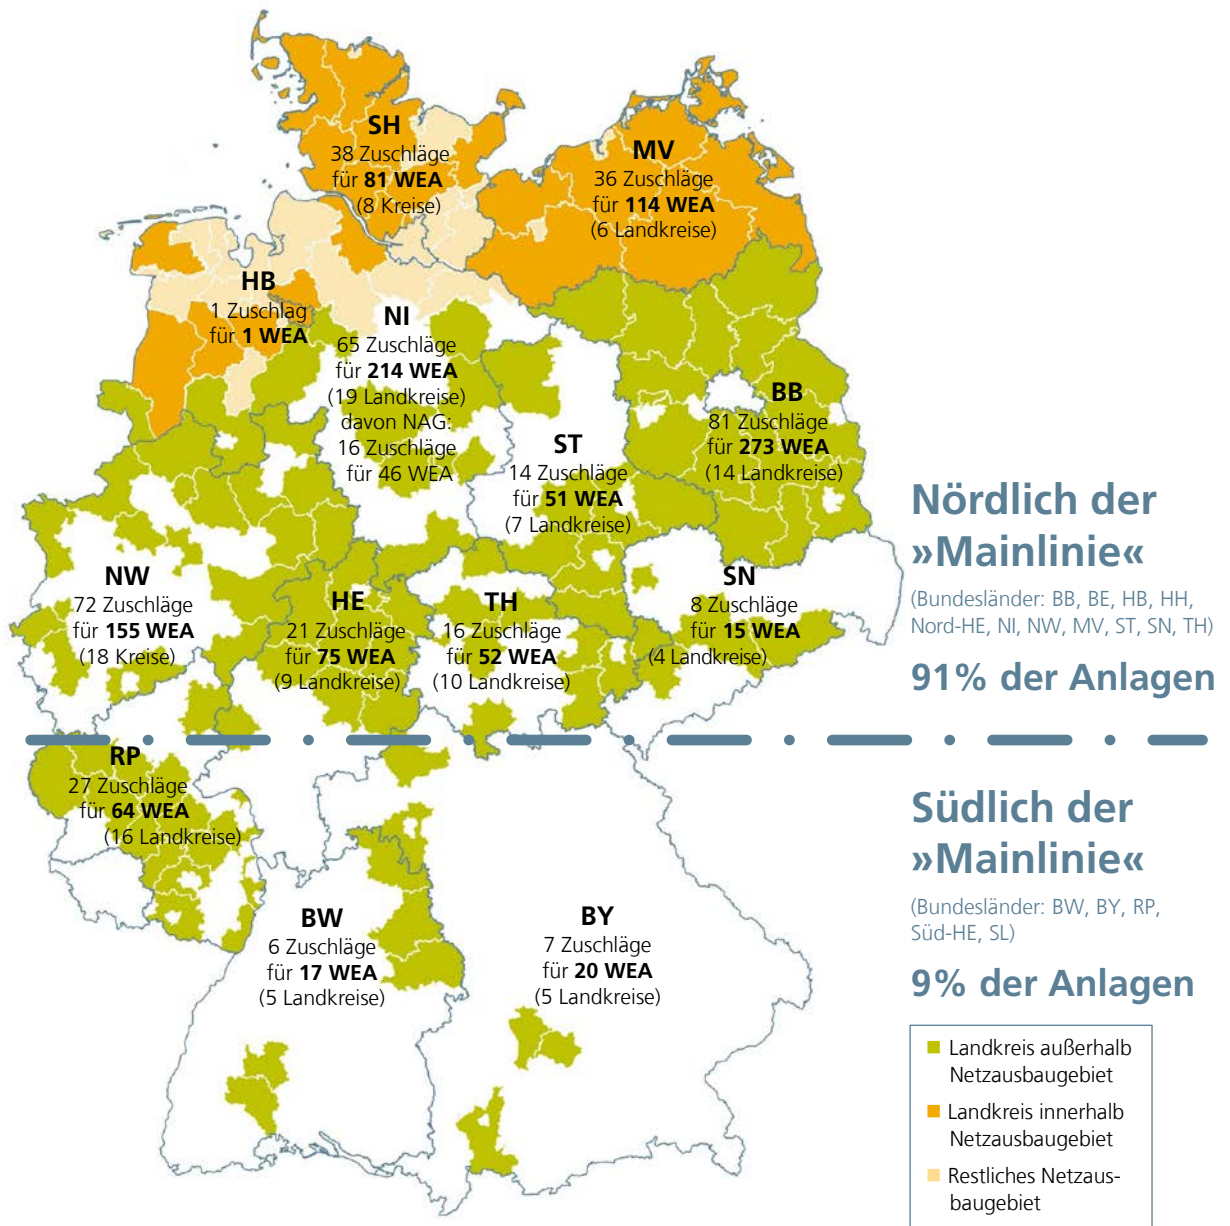 SH
38 Zuschläge
für 81 WEA
(8 Kreise)
MV
36 Zuschläge
für 114 WEA
(6 Landkreise)
HB
1 Zuschlag
für 1 WEA
NI
65 Zuschläge
für 214 WEA
(19 Landkreise)
davon NAG:
16 Zuschläge
für 46 WEA
BB
81 Zuschläge
für 273 WEA
(14 Landkreise)
ST
14 Zuschläge
für 51 WEA
(7 Landkreise)
NW
72 Zuschläge
für 155 WEA
(18 Kreise)
HE
21 Zuschläge
für 75 WEA
(9 Landkreise)
TH
16 Zuschläge
für 52 WEA
(10 Landkreise)
SN
8 Zuschläge
für 15 WEA
(4 Landkreise)
Nördlich der
»Mainlinie«
(Bundesländer: BB, BE, HB, HH,
Nord-HE, NI, NW, MV, ST, SN, TH)
91% der Anlagen
RP
27 Zuschläge
für 64 WEA
(16 Landkreise)
BW
6 Zuschläge
für 17 WEA
(5 Landkreise)
BY
7 Zuschläge
für 20 WEA
(5 Landkreise)
Südlich der
»Mainlinie«
(Bundesländer: BW, BY, RP,
Süd-HE, SL)
9% der Anlagen
Landkreis außerhalb
Netzausbaugebiet
Landkreis innerhalb
Netzausbaugebiet
Restliches Netzaus-
baugebiet